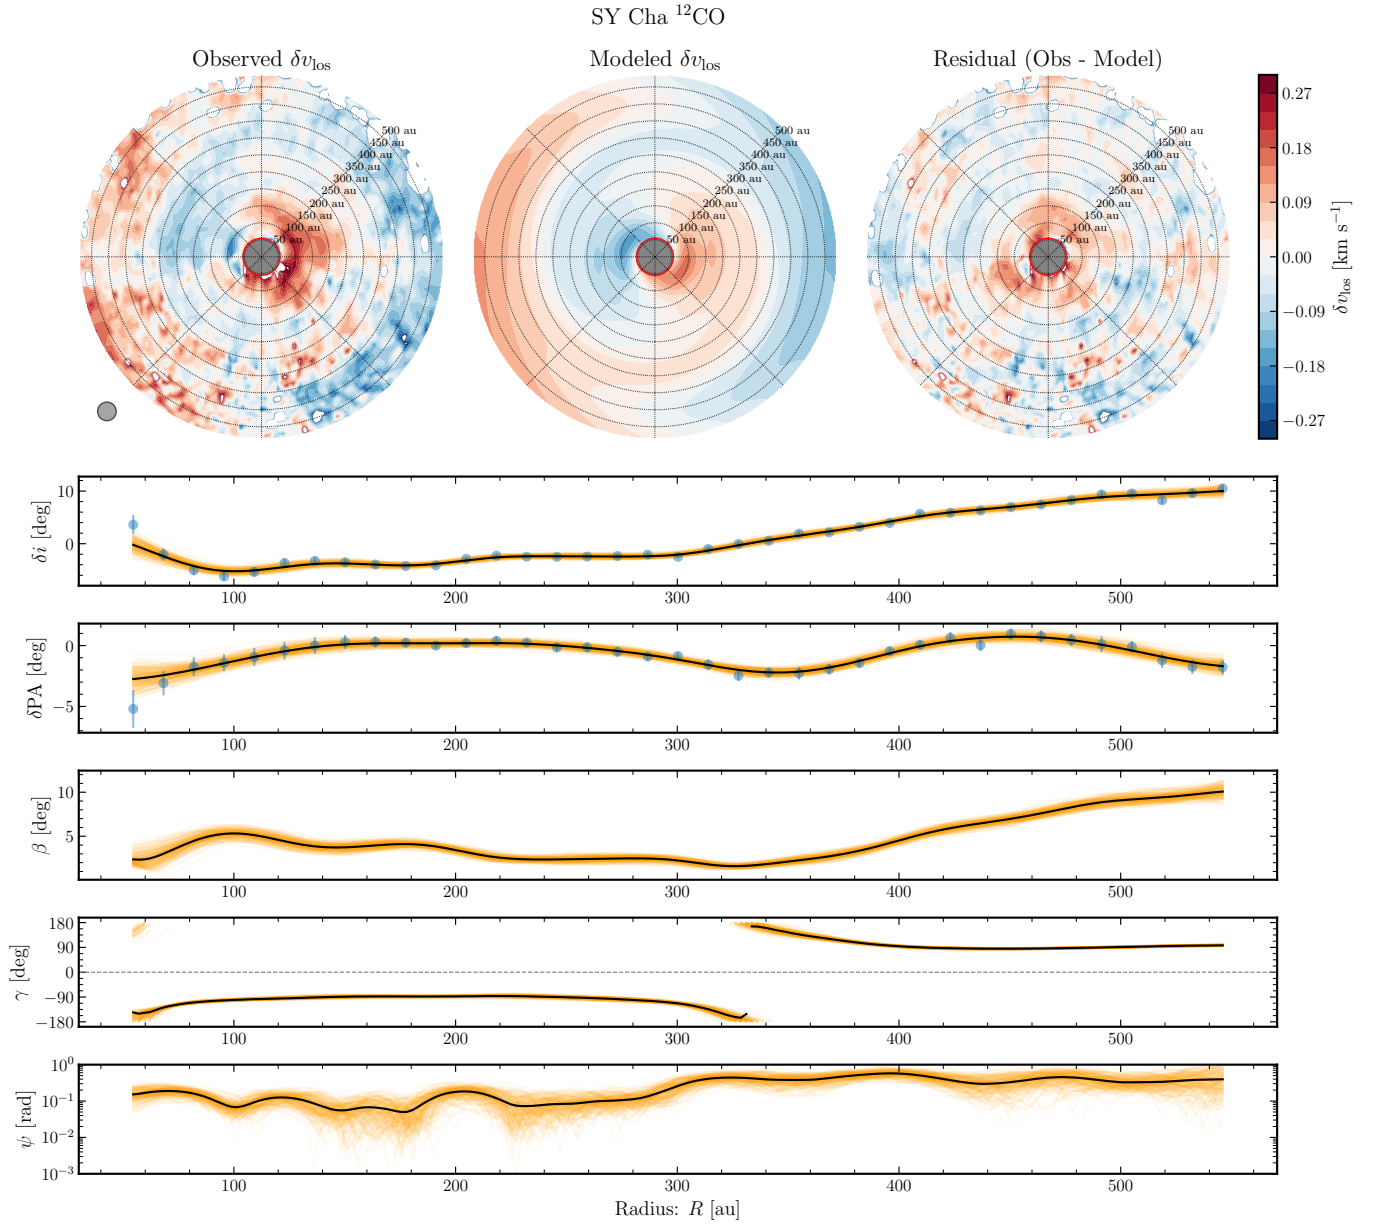 SY Cha ¹²CO
Observed δv_los
Modeled δv_los
Residual (Obs - Model)
500 au
450 au
400 au
350 au
300 au
250 au
200 au
150 au
100 au
50 au
500 au
450 au
400 au
350 au
300 au
250 au
200 au
150 au
100 au
50 au
500 au
450 au
400 au
350 au
300 au
250 au
200 au
150 au
100 au
50 au
0.27
0.18
0.09
0.00
−0.09
−0.18
−0.27
δv_los [km s⁻¹]
10
0
δi [deg]
100 200 300 400 500
0
−5
δPA [deg]
100 200 300 400 500
10
5
β [deg]
100 200 300 400 500
180
90
0
−90
−180
γ [deg]
100 200 300 400 500
10⁰
10⁻¹
10⁻²
10⁻³
ψ [rad]
100 200 300 400 500
Radius: R [au]